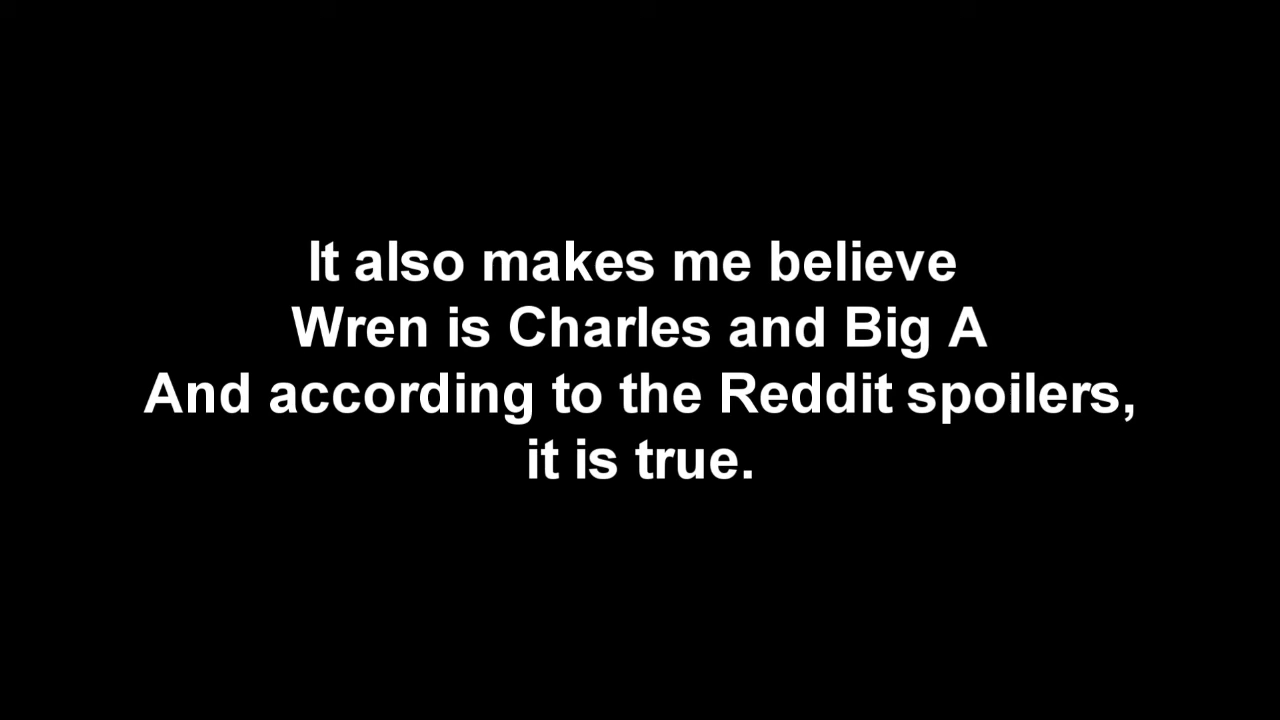 It also makes me believe
Wren is Charles and Big A
And according to the Reddit spoilers,
it is true.